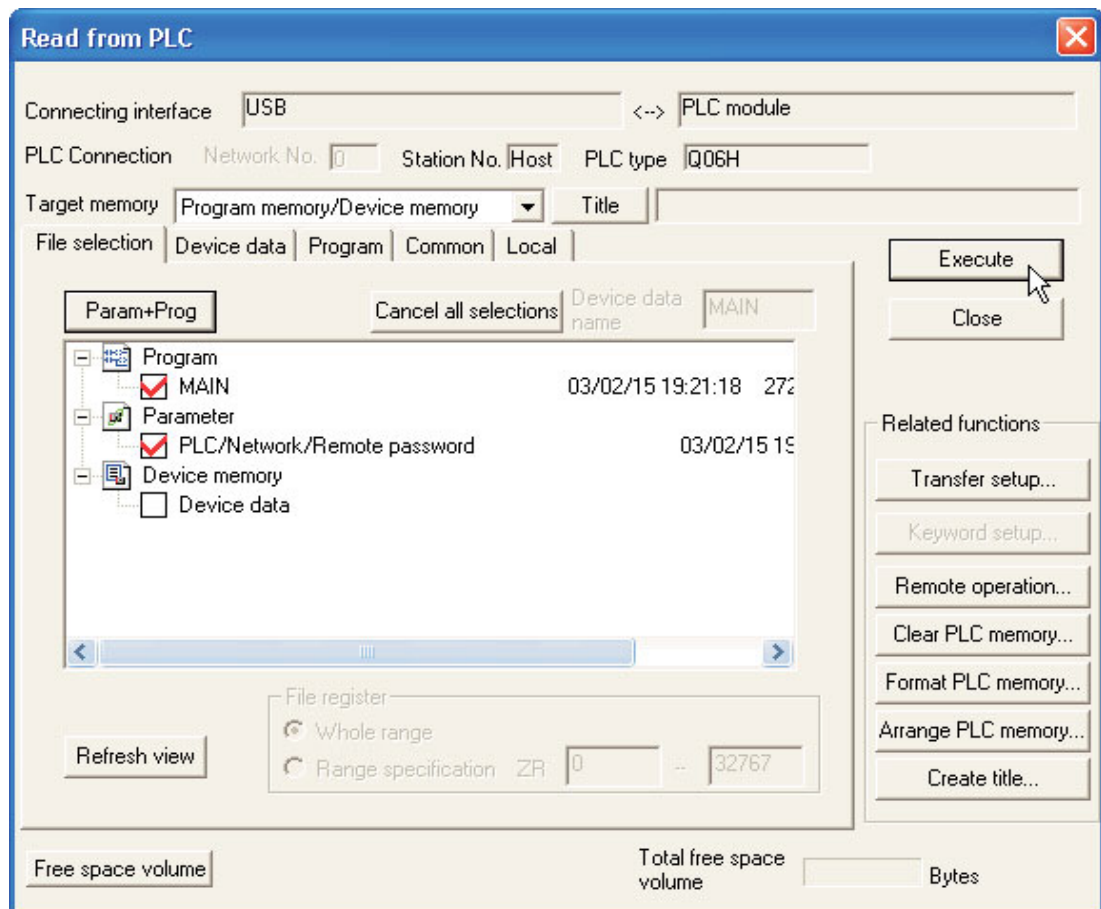 Read from PLC
Connecting interface USB <--> PLC module
PLC Connection Network No. 0 Station No. Host PLC type Q06H
Target memory Program memory/Device memory Title
File selection Device data Program Common Local
Execute
Close
Param+Prog Cancel all selections Device data name MAIN
Program
MAIN 03/02/15 19:21:18 272
Parameter
PLC/Network/Remote password 03/02/15 19
Device memory
Device data
Related functions
Transfer setup...
Keyword setup...
Remote operation...
Clear PLC memory...
Format PLC memory...
Arrange PLC memory...
Create title...
File register
Whole range
Range specification ZR 0 -- 32767
Refresh view
Free space volume
Total free space
volume Bytes